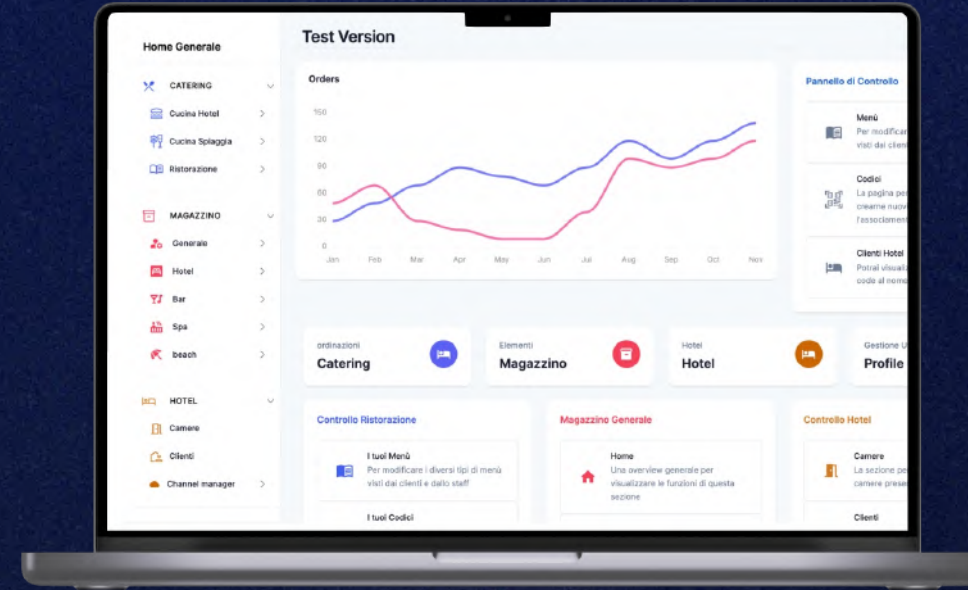 Home Generale
CATERING
Cucina Hotel
Cucina Spiaggia
Ristorazione
MAGAZZINO
Generale
Hotel
Bar
Spa
beach
HOTEL
Camere
Clienti
Channel manager
Test Version
Orders
150
120
90
60
30
0
Jan Feb Mar Apr May Jun Jul Aug Sep Oct Nov
Pannello di Controllo
Menù
Per modificar
visti dai clien
Codici
La pagina per
crearne nuov
l'associament
Clienti Hotel
Potrai visuali
code al nome
ordinazioni
Catering
Elementi
Magazzino
Hotel
Hotel
Gestione U
Profile
Controllo Ristorazione
I tuoi Menù
Per modificare i diversi tipi di menù
visti dai clienti e dallo staff
I tuoi Codici
Magazzino Generale
Home
Una overview generale per
visualizzare le funzioni di questa
sezione
Controllo Hotel
Camere
La sezione pe
camere prese
Clienti